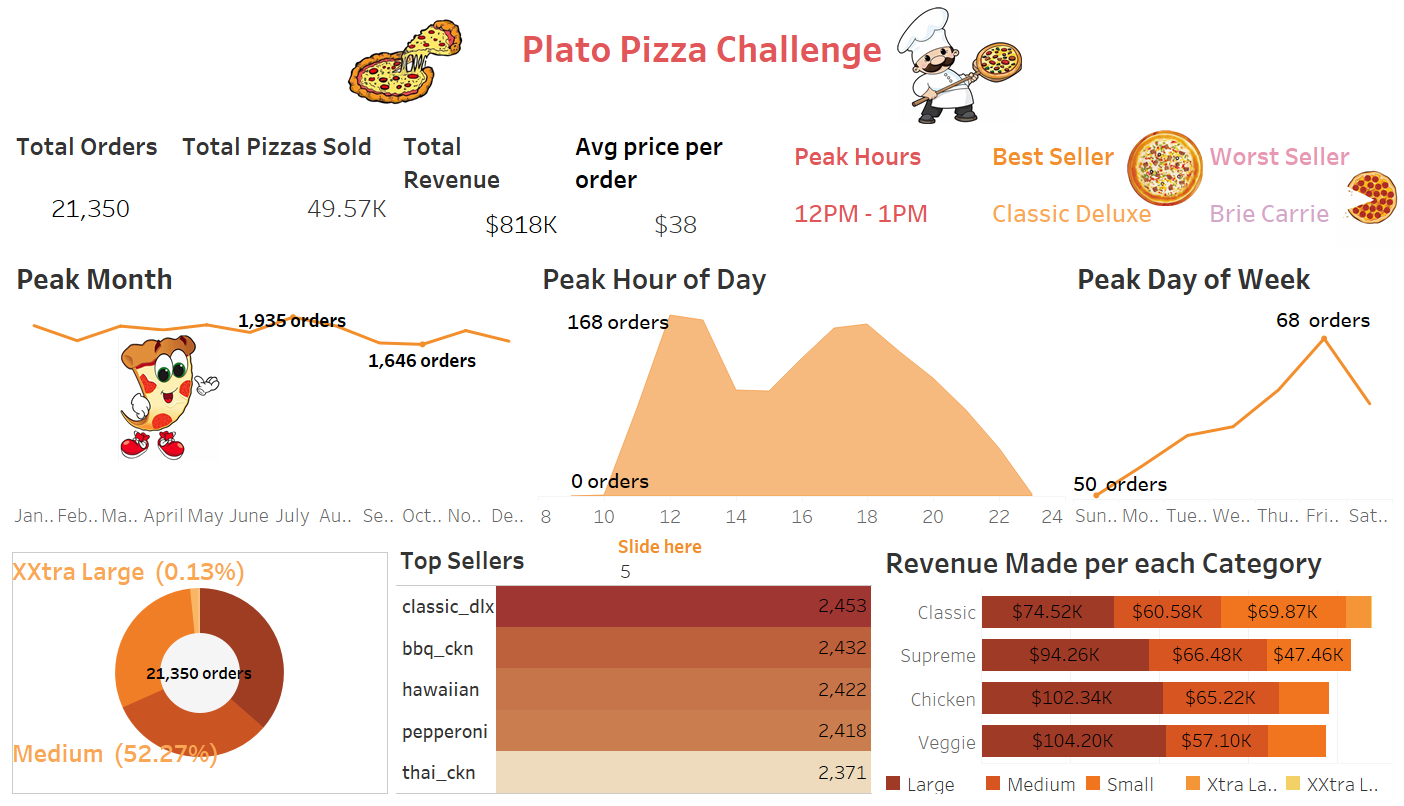 Plato Pizza Challenge
Total Orders
21,350
Total Pizzas Sold
49.57K
Total
Revenue
$818K
Avg price per
order
$38
Peak Hours
12PM - 1PM
Best Seller
Classic Deluxe
Worst Seller
Brie Carrie
Peak Month
1,935 orders
1,646 orders
Jan.. Feb.. Ma.. April May June July Au.. Se.. Oct.. No.. De..
Peak Hour of Day
168 orders
0 orders
8 10 12 14 16 18 20 22 24
Peak Day of Week
68 orders
50 orders
Sun.. Mo.. Tue.. We.. Thu.. Fri.. Sat..
XXtra Large (0.13%)
21,350 orders
Medium (52.27%)
Top Sellers
Slide here
5
classic_dlx 2,453
bbq_ckn 2,432
hawaiian 2,422
pepperoni 2,418
thai_ckn 2,371
Revenue Made per each Category
Classic $74.52K $60.58K $69.87K
Supreme $94.26K $66.48K $47.46K
Chicken $102.34K $65.22K
Veggie $104.20K $57.10K
Large Medium Small Xtra La.. XXtra L..